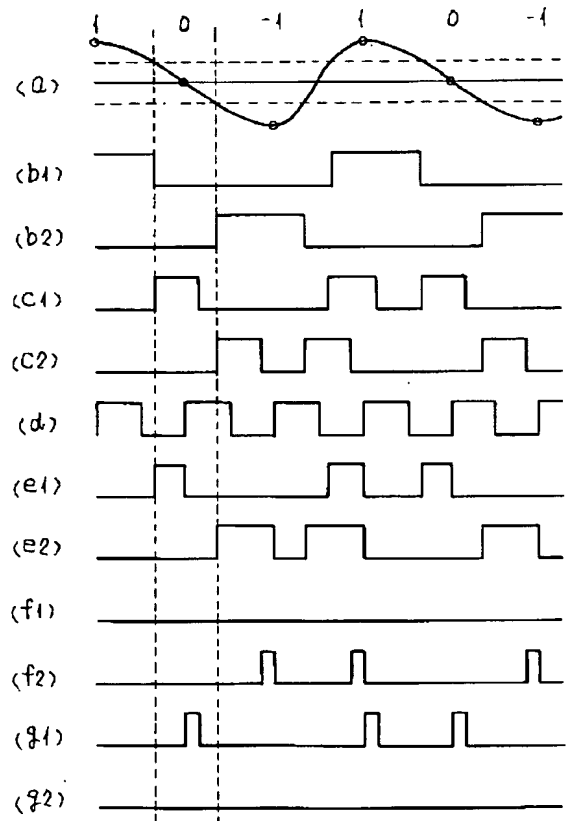 1 0 -1 1 0 -1
(a)
(b1)
(b2)
(c1)
(c2)
(d)
(e1)
(e2)
(f1)
(f2)
(g1)
(g2)